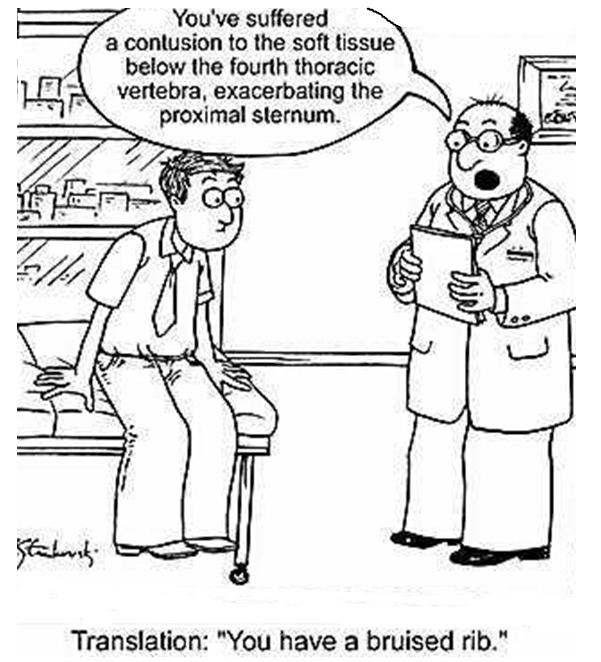 You've suffered
a contusion to the soft tissue
below the fourth thoracic
vertebra, exacerbating the
proximal sternum.
Translation: "You have a bruised rib."